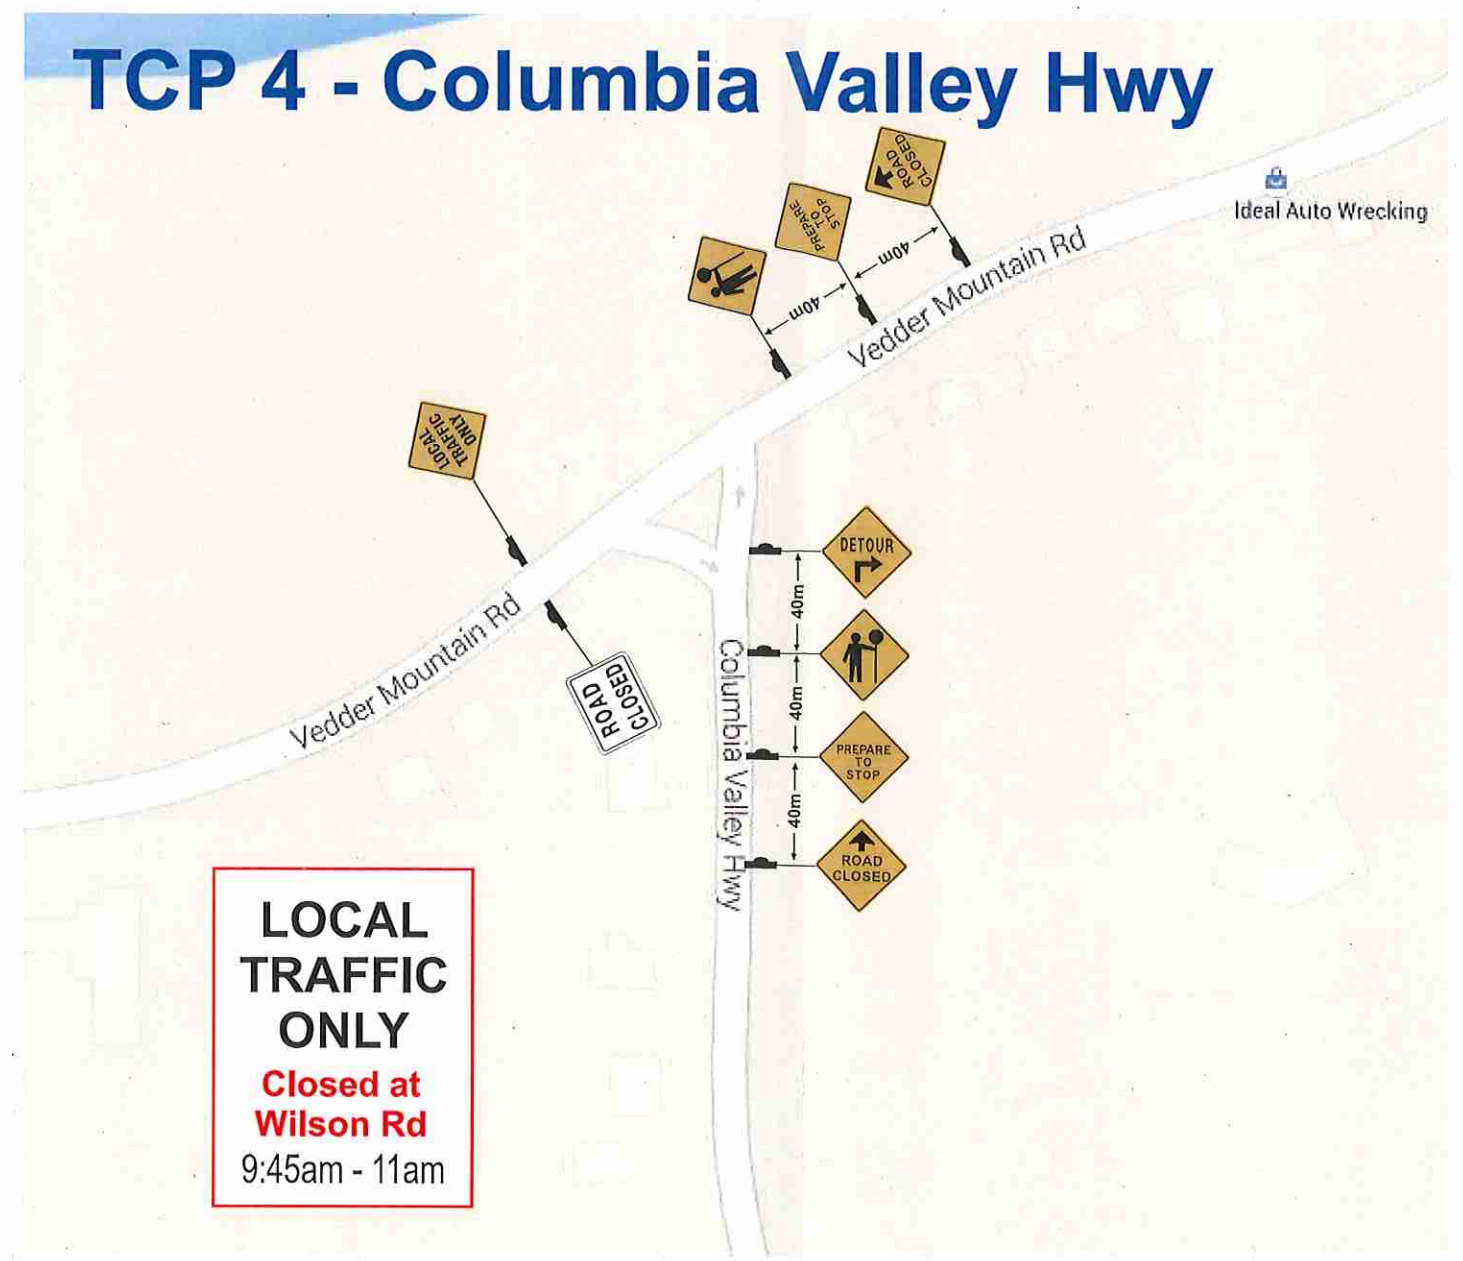 TCP 4 - Columbia Valley Hwy
ROAD
CLOSED
PREPARE
TO
STOP
Ideal Auto Wrecking
40m
40m
Vedder Mountain Rd
LOCAL
TRAFFIC
ONLY
DETOUR
40m
Vedder Mountain Rd
ROAD
CLOSED
Columbia Valley Hwy
40m
PREPARE
TO
STOP
40m
ROAD
CLOSED
LOCAL
TRAFFIC
ONLY
Closed at
Wilson Rd
9:45am - 11am